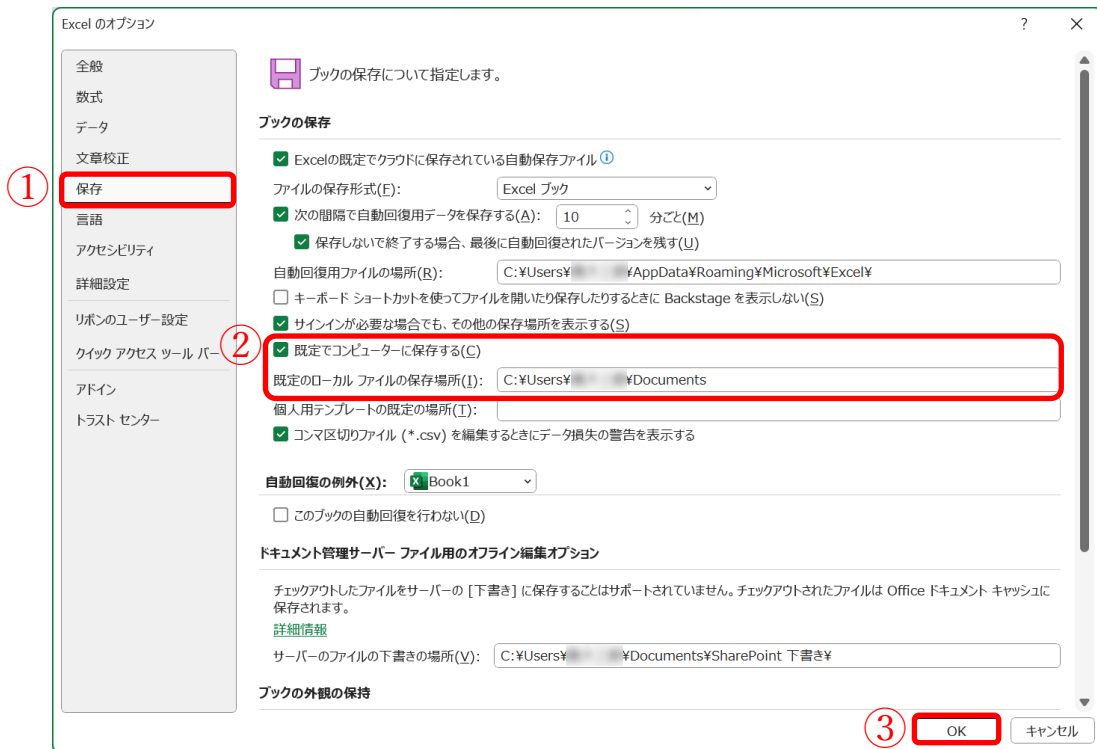 Excel のオプション
?
全般
数式
データ
文章校正
① 保存
言語
アクセシビリティ
詳細設定
リボンのユーザー設定
クイック アクセス ツール バー
アドイン
トラスト センター
ブックの保存について指定します。
ブックの保存
Excelの既定でクラウドに保存されている自動保存ファイル
ファイルの保存形式(F): Excel ブック
次の間隔で自動回復用データを保存する(A): 10 分ごと(M)
保存しないで終了する場合、最後に自動回復されたバージョンを残す(U)
自動回復用ファイルの場所(R): C:¥Users¥ ¥AppData¥Roaming¥Microsoft¥Excel¥
キーボード ショートカットを使ってファイルを開いたり保存したりするときに Backstage を表示しない(S)
サインインが必要な場合でも、その他の保存場所を表示する(S)
② 既定でコンピューターに保存する(C)
既定のローカル ファイルの保存場所(I): C:¥Users¥ ¥Documents
個人用テンプレートの既定の場所(T):
コンマ区切りファイル (*.csv) を編集するときにデータ損失の警告を表示する
自動回復の例外(X): Book1
このブックの自動回復を行わない(D)
ドキュメント管理サーバー ファイル用のオフライン編集オプション
チェックアウトしたファイルをサーバーの [下書き] に保存することはサポートされていません。チェックアウトされたファイルは Office ドキュメント キャッシュに
保存されます。
詳細情報
サーバーのファイルの下書きの場所(V): C:¥Users¥ ¥Documents¥SharePoint 下書き¥
ブックの外観の保持
③ OK キャンセル